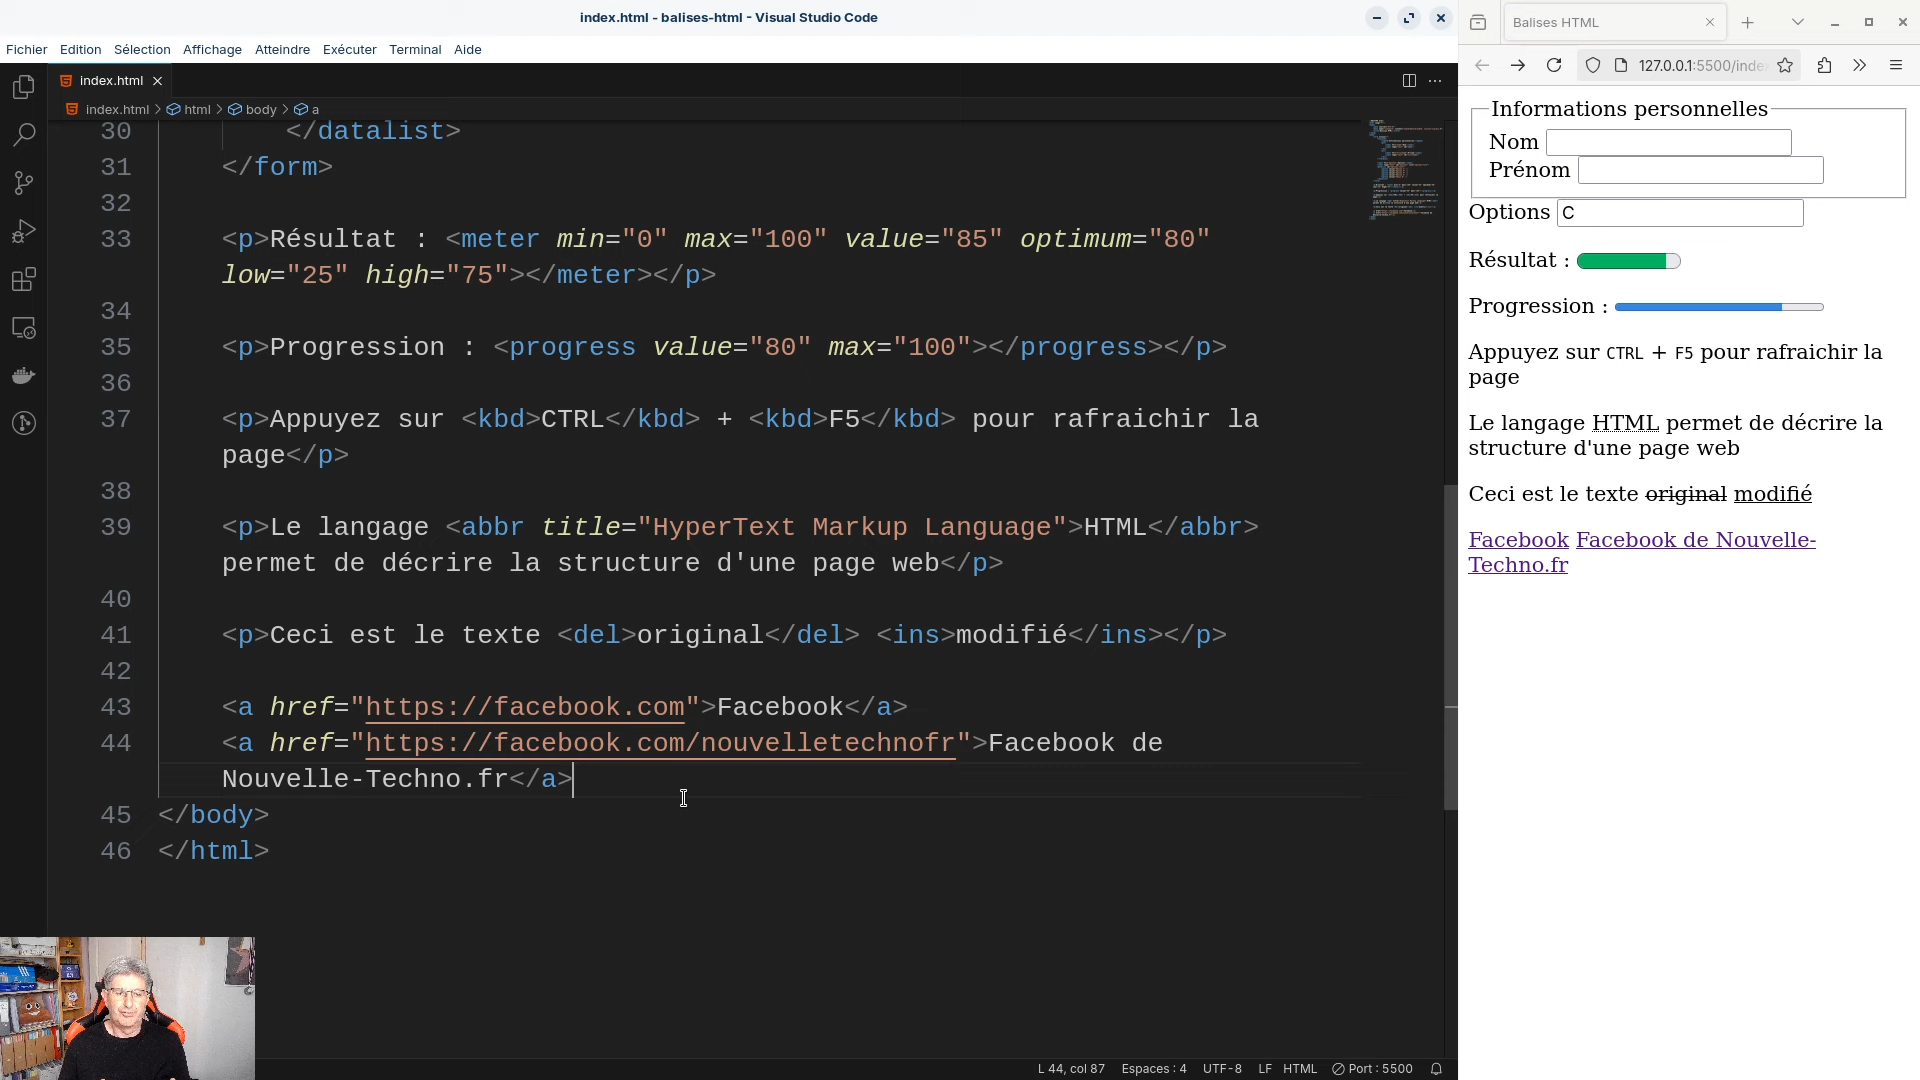 index.html - balises-html - Visual Studio Code
Fichier Edition Sélection Affichage Atteindre Exécuter Terminal Aide
index.html
index.html > html > body > a
30 </datalist>
31 </form>
32
33 <p>Résultat : <meter min="0" max="100" value="85" optimum="80"
low="25" high="75"></meter></p>
34
35 <p>Progression : <progress value="80" max="100"></progress></p>
36
37 <p>Appuyez sur <kbd>CTRL</kbd> + <kbd>F5</kbd> pour rafraichir la
page</p>
38
39 <p>Le langage <abbr title="HyperText Markup Language">HTML</abbr>
permet de décrire la structure d'une page web</p>
40
41 <p>Ceci est le texte <del>original</del> <ins>modifié</ins></p>
42
43 <a href="https://facebook.com">Facebook</a>
44 <a href="https://facebook.com/nouvelletechnofr">Facebook de
Nouvelle-Techno.fr</a>
45 </body>
46 </html>
L 44, col 87 Espaces : 4 UTF-8 LF HTML Port : 5500
Balises HTML
127.0.0.1:5500/inde
Informations personnelles
Nom
Prénom
Options C
Résultat :
Progression :
Appuyez sur CTRL + F5 pour rafraichir la
page
Le langage HTML permet de décrire la
structure d'une page web
Ceci est le texte original modifié
Facebook Facebook de Nouvelle-
Techno.fr